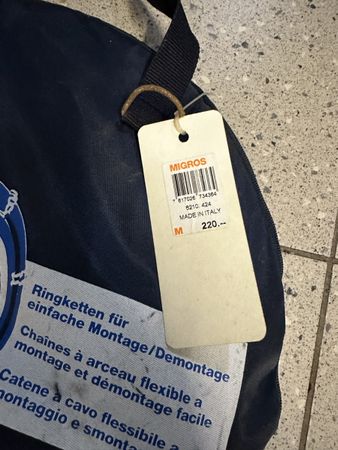 MIGROS
7 617026 734364
6210. 424
MADE IN ITALY
M 220.--
Ringketten für
einfache Montage/Demontage
Chaînes à arceau flexible à
montage et démontage facile
Catene à cavo flessibile a
montaggio e smonta